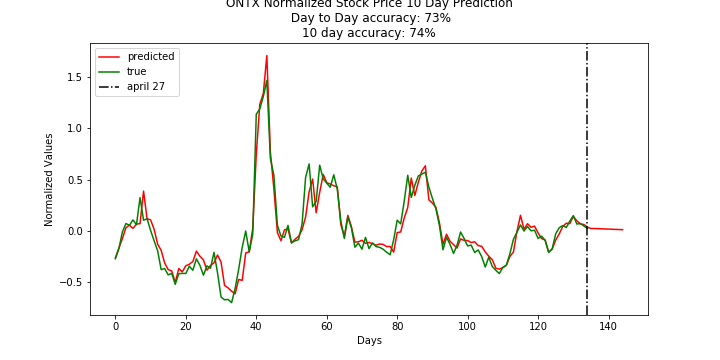 ONTX Normalized Stock Price 10 Day Prediction
Day to Day accuracy: 73%
10 day accuracy: 74%
predicted
true
april 27
Normalized Values
1.5
1.0
0.5
0.0
−0.5
0
20
40
60
80
100
120
140
Days